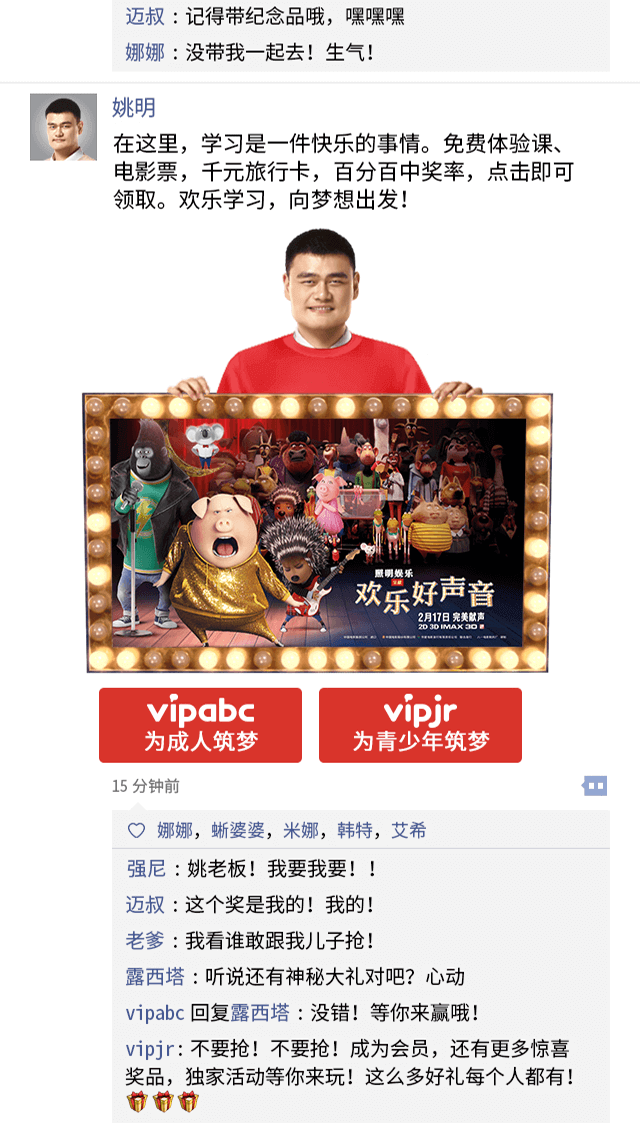 迈叔：记得带纪念品哦，嘿嘿嘿
娜娜：没带我一起去！生气！
姚明
在这里，学习是一件快乐的事情。免费体验课、
电影票，千元旅行卡，百分百中奖率，点击即可
领取。欢乐学习，向梦想出发！
照明娱乐
欢乐好声音
2月17日 完美献声
2D 3D IMAX 3D
vipabc
为成人筑梦
vipjr
为青少年筑梦
15 分钟前
娜娜，蜥婆婆，米娜，韩特，艾希
强尼：姚老板！我要我要！！
迈叔：这个奖是我的！我的！
老爹：我看谁敢跟我儿子抢！
露西塔：听说还有神秘大礼对吧？心动
vipabc 回复露西塔：没错！等你来赢哦！
vipjr: 不要抢！不要抢！成为会员，还有更多惊喜
奖品，独家活动等你来玩！这么多好礼每个人都有！